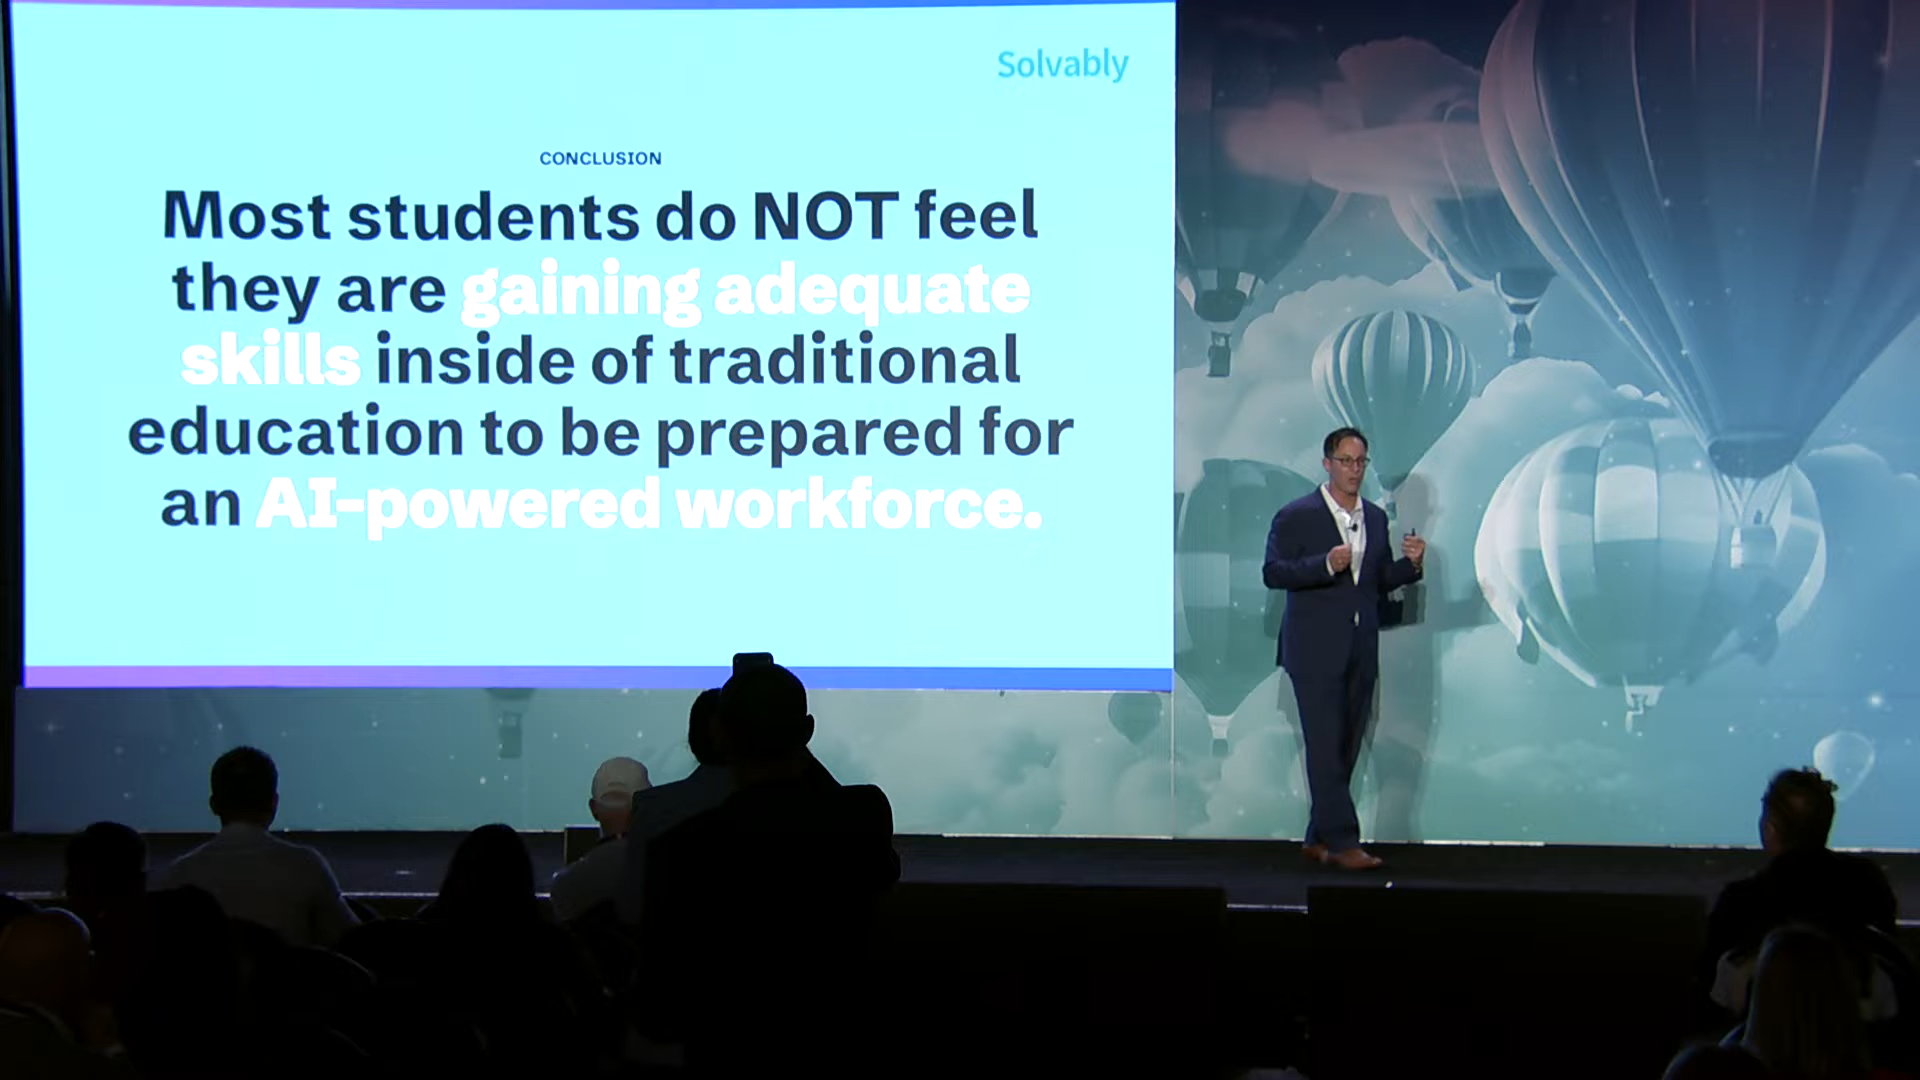 Solvably
CONCLUSION
Most students do NOT feel
they are gaining adequate
skills inside of traditional
education to be prepared for
an AI-powered workforce.